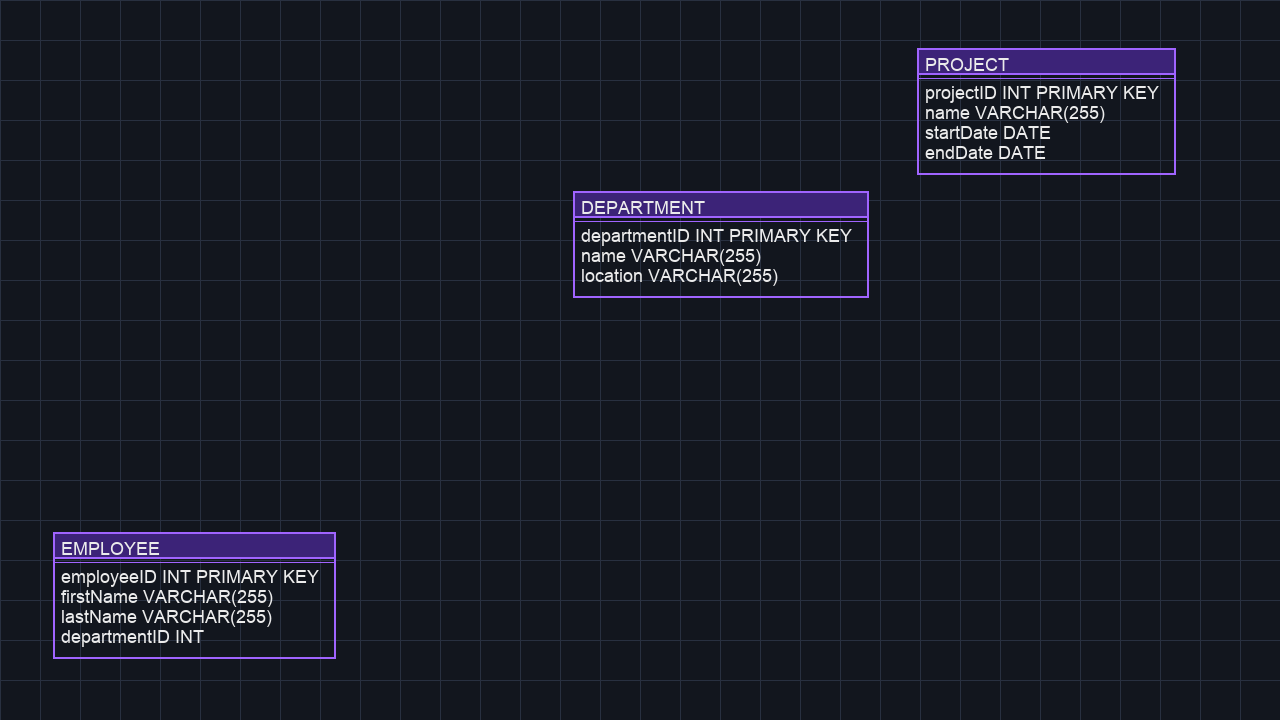 PROJECT
projectID INT PRIMARY KEY
name VARCHAR(255)
startDate DATE
endDate DATE
DEPARTMENT
departmentID INT PRIMARY KEY
name VARCHAR(255)
location VARCHAR(255)
EMPLOYEE
employeeID INT PRIMARY KEY
firstName VARCHAR(255)
lastName VARCHAR(255)
departmentID INT